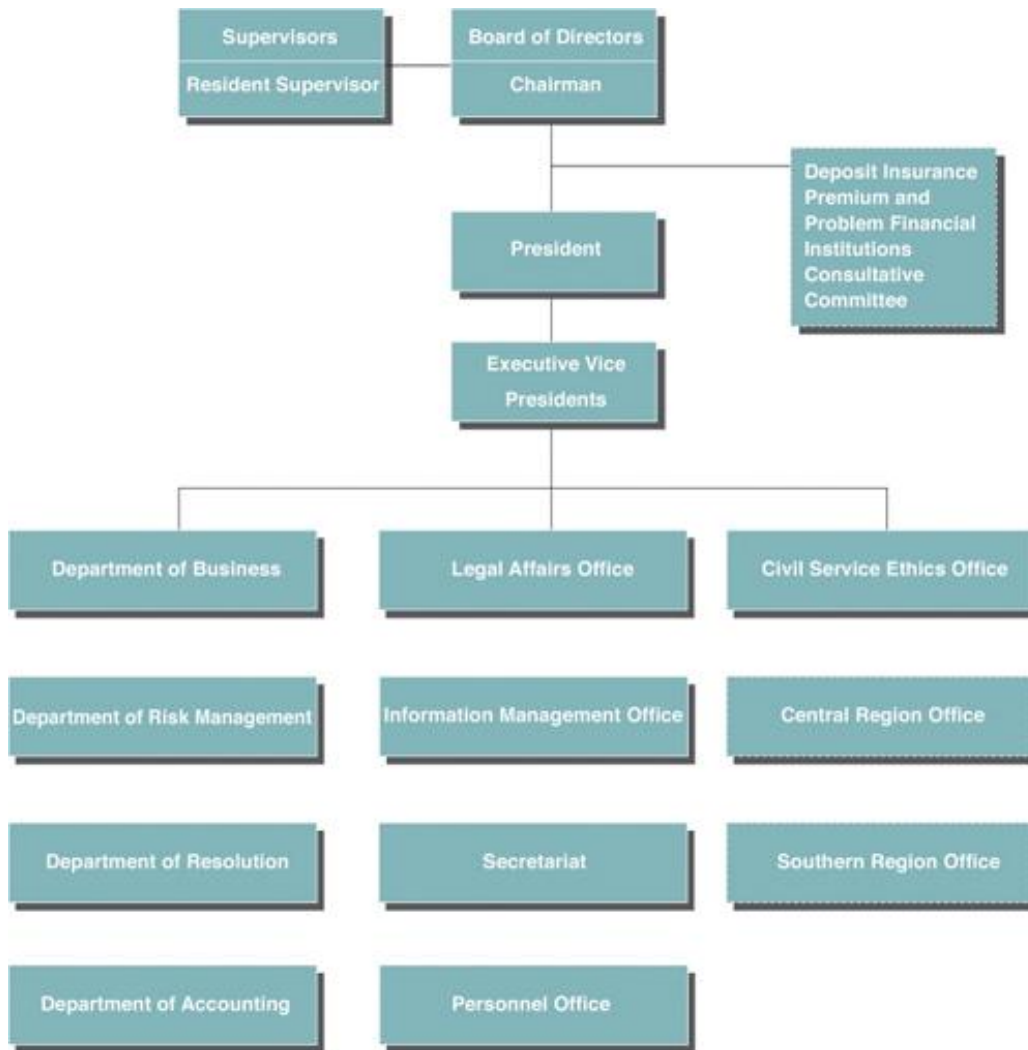 Supervisors
Resident Supervisor
Board of Directors
Chairman
Deposit Insurance
Premium and
Problem Financial
Institutions
Consultative
Committee
President
Executive Vice
Presidents
Department of Business
Legal Affairs Office
Civil Service Ethics Office
Department of Risk Management
Information Management Office
Central Region Office
Department of Resolution
Secretariat
Southern Region Office
Department of Accounting
Personnel Office